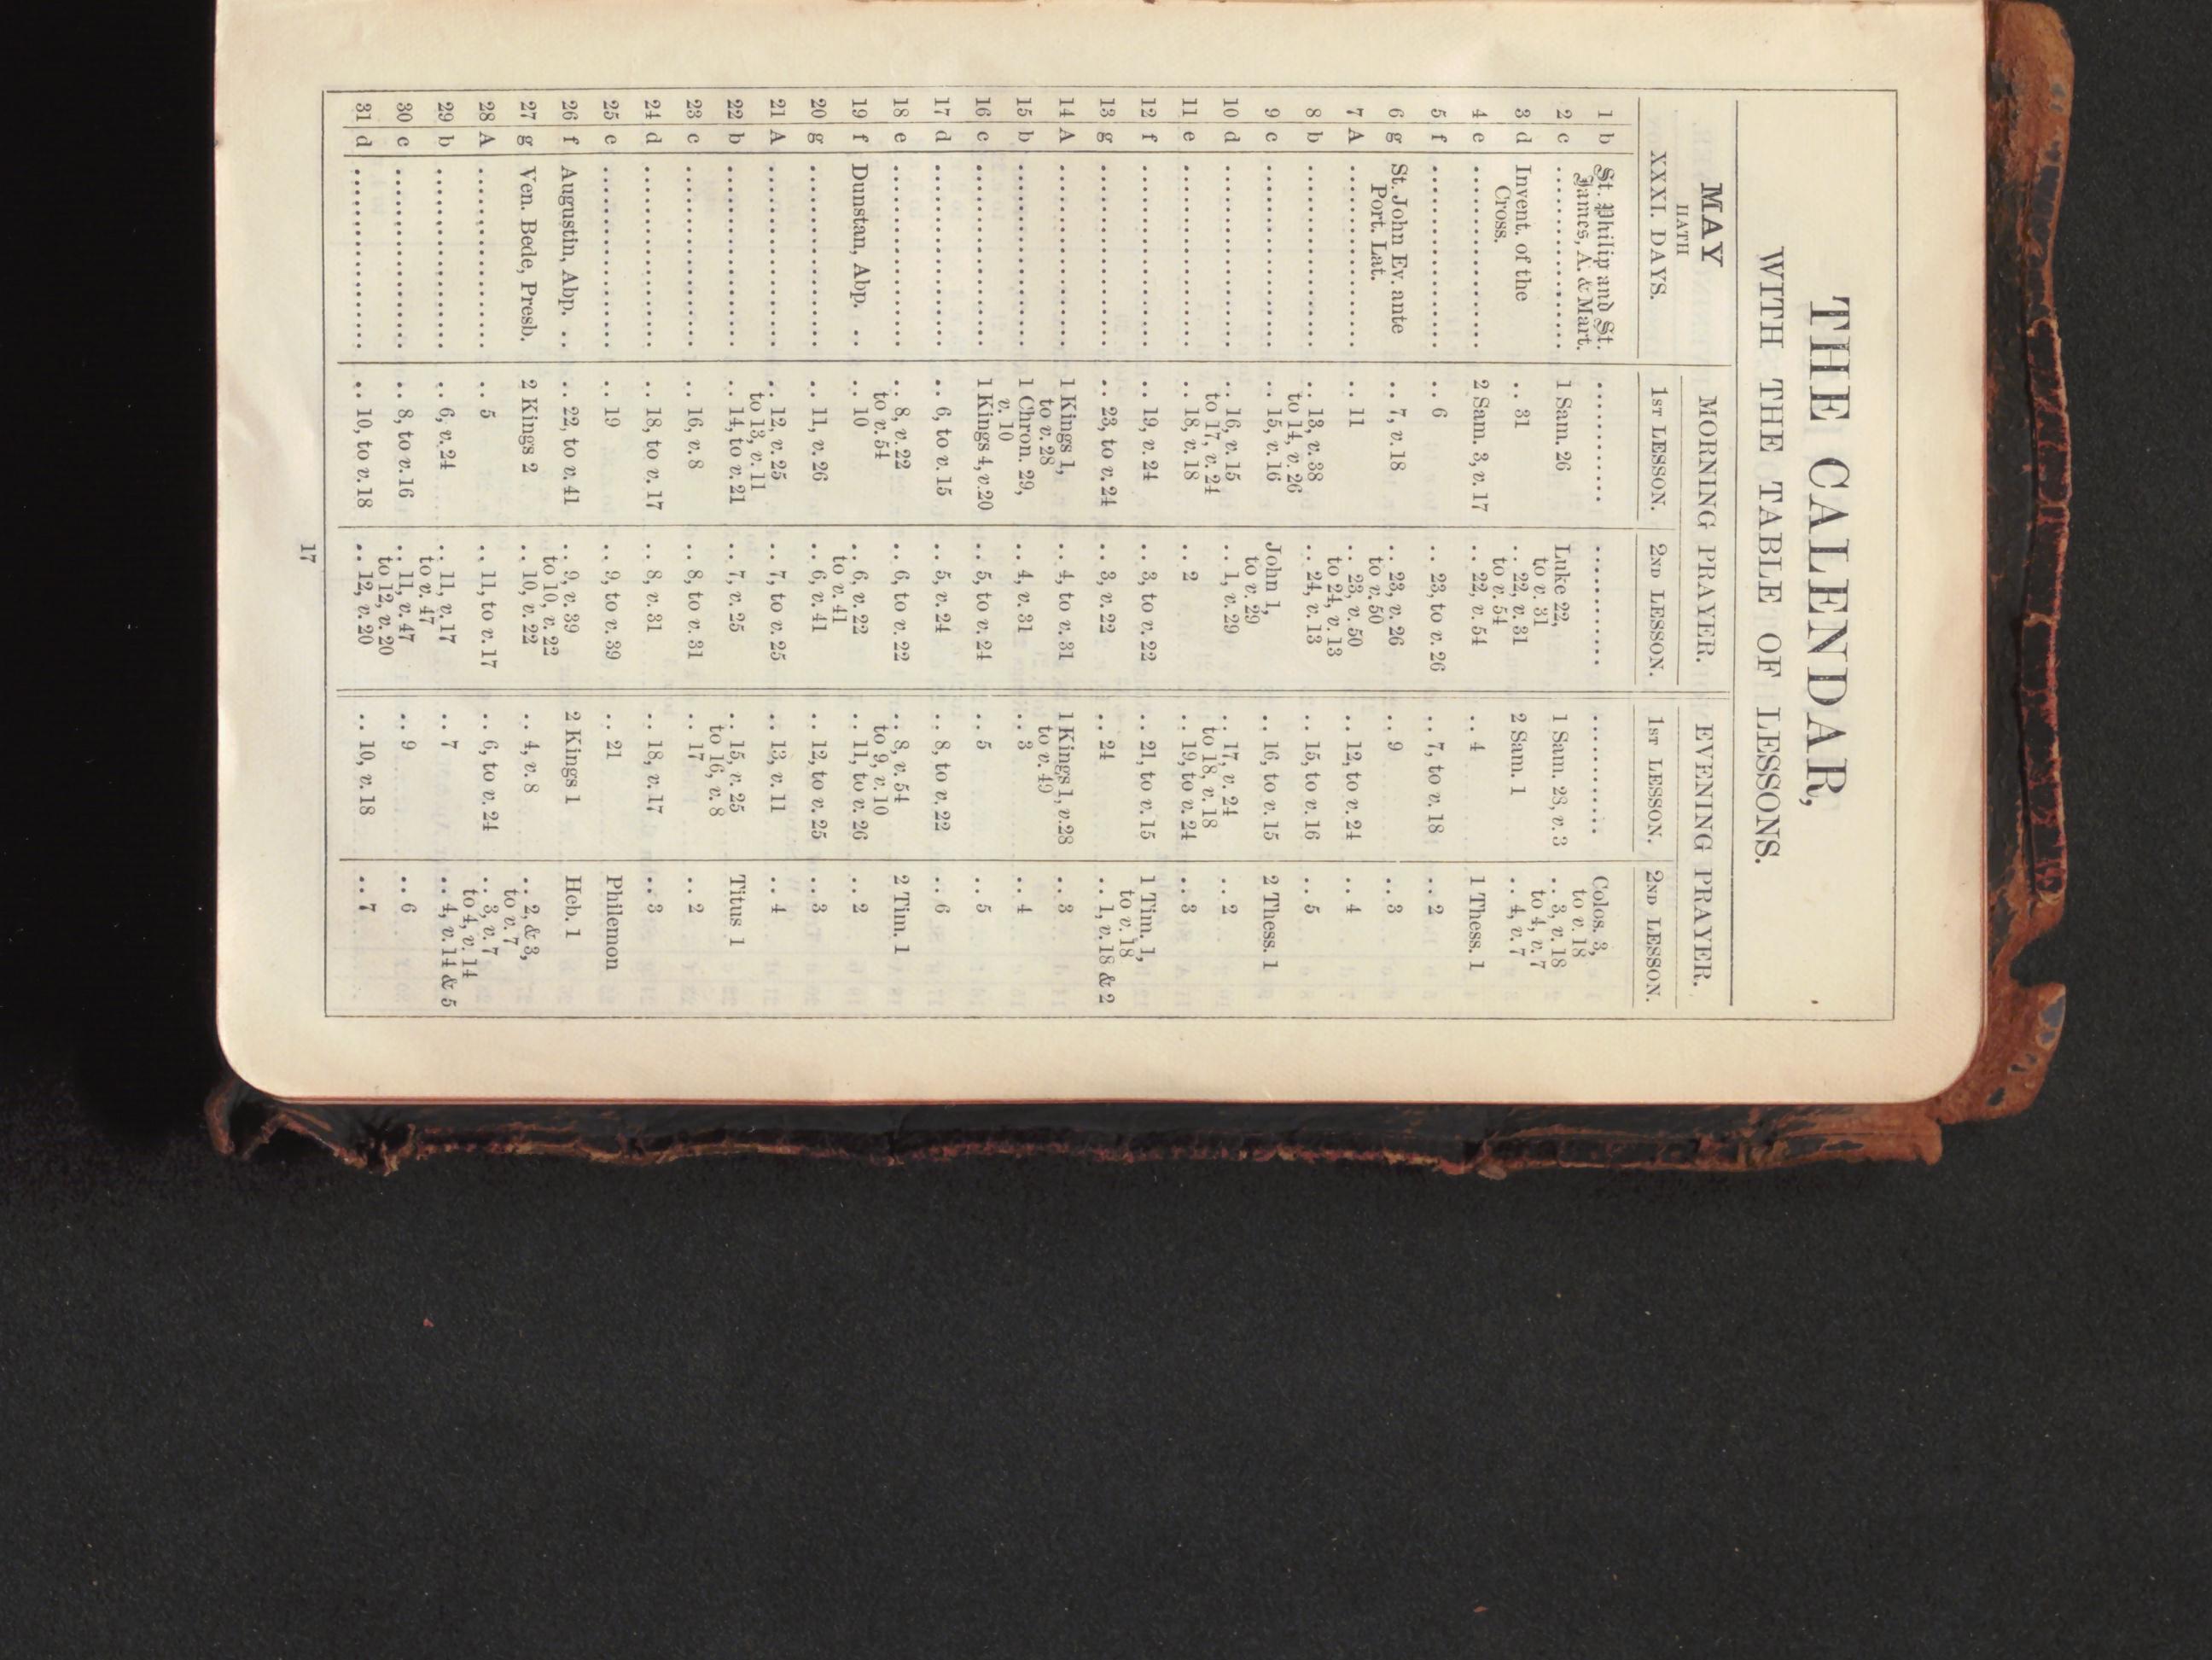 THE CALENDAR,
WITH THE TABLE OF LESSONS.
MAY
HATH
XXXI. DAYS.
MORNING PRAYER.
EVENING PRAYER.
1ST LESSON.
2ND LESSON.
1ST LESSON.
2ND LESSON.
1 b St. Philip and St. .......... .......... .......... Colos. 3,
James, A. & Mart. to v. 18
2 c .................. 1 Sam. 26 Luke 22, 1 Sam. 23, v. 3 .. 3, v. 18
to v. 31 to 4, v. 7
3 d Invent. of the .. 31 .. 22, v. 31 2 Sam. 1 .. 4, v. 7
Cross. to v. 54
4 e .................. 2 Sam. 3, v. 17 .. 22, v. 54 .. 4 1 Thess. 1
5 f .................. .. 6 .. 23, to v. 26 .. 7, to v. 18 .. 2
6 g St. John Ev. ante .. 7, v. 18 .. 23, v. 26 .. 9 .. 3
Port. Lat. to v. 50
7 A .................. .. 11 .. 23, v. 50 .. 12, to v. 24 .. 4
to 24, v. 13
8 b .................. .. 13, v. 38 .. 24, v. 13 .. 15, to v. 16 .. 5
to 14, v. 26
9 c .................. .. 15, v. 16 John 1, .. 16, to v. 15 2 Thess. 1
to v. 29
10 d .................. .. 16, v. 15 .. 1, v. 29 .. 17, v. 24 .. 2
to 17, v. 24 to 18, v. 18
11 e .................. .. 18, v. 18 .. 2 .. 19, to v. 24 .. 3
12 f .................. .. 19, v. 24 .. 3, to v. 22 .. 21, to v. 15 1 Tim. 1,
to v. 18
13 g .................. .. 23, to v. 24 .. 3, v. 22 .. 24 .. 1, v. 18 & 2
14 A .................. 1 Kings 1, .. 4, to v. 31 1 Kings 1, v. 28 .. 3
to v. 28 to v. 49
15 b .................. 1 Chron. 29, .. 4, v. 31 .. 3 .. 4
v. 10
16 c .................. 1 Kings 4, v. 20 .. 5, to v. 24 .. 5 .. 5
17 d .................. .. 6, to v. 15 .. 5, v. 24 .. 8, to v. 22 .. 6
18 e .................. .. 8, v. 22 .. 6, to v. 22 .. 8, v. 54 2 Tim. 1
to v. 54 to 9, v. 10
19 f Dunstan, Abp. .. .. 10 .. 6, v. 22 .. 11, to v. 26 .. 2
to v. 41
20 g .................. .. 11, v. 26 .. 6, v. 41 .. 12, to v. 25 .. 3
21 A .................. .. 12, v. 25 .. 7, to v. 25 .. 13, v. 11 .. 4
to 13, v. 11
22 b .................. .. 14, to v. 21 .. 7, v. 25 .. 15, v. 25 Titus 1
to 16, v. 8
23 c .................. .. 16, v. 8 .. 8, to v. 31 .. 17 .. 2
24 d .................. .. 18, to v. 17 .. 8, v. 31 .. 18, v. 17 .. 3
25 e .................. .. 19 .. 9, to v. 39 .. 21 Philemon
26 f Augustin, Abp. .. .. 22, to v. 41 .. 9, v. 39 2 Kings 1 Heb. 1
to 10, v. 22
27 g Ven. Bede, Presb. 2 Kings 2 .. 10, v. 22 .. 4, v. 8 .. 2, & 3,
to v. 7
28 A .................. .. 5 .. 11, to v. 17 .. 6, to v. 24 .. 3, v. 7
to 4, v. 14
29 b .................. .. 6, v. 24 .. 11, v. 17 .. 7 .. 4, v. 14 & 5
to v. 47
30 c .................. .. 8, to v. 16 .. 11, v. 47 .. 9 .. 6
to 12, v. 20
31 d .................. .. 10, to v. 18 .. 12, v. 20 .. 10, v. 18 .. 7
17